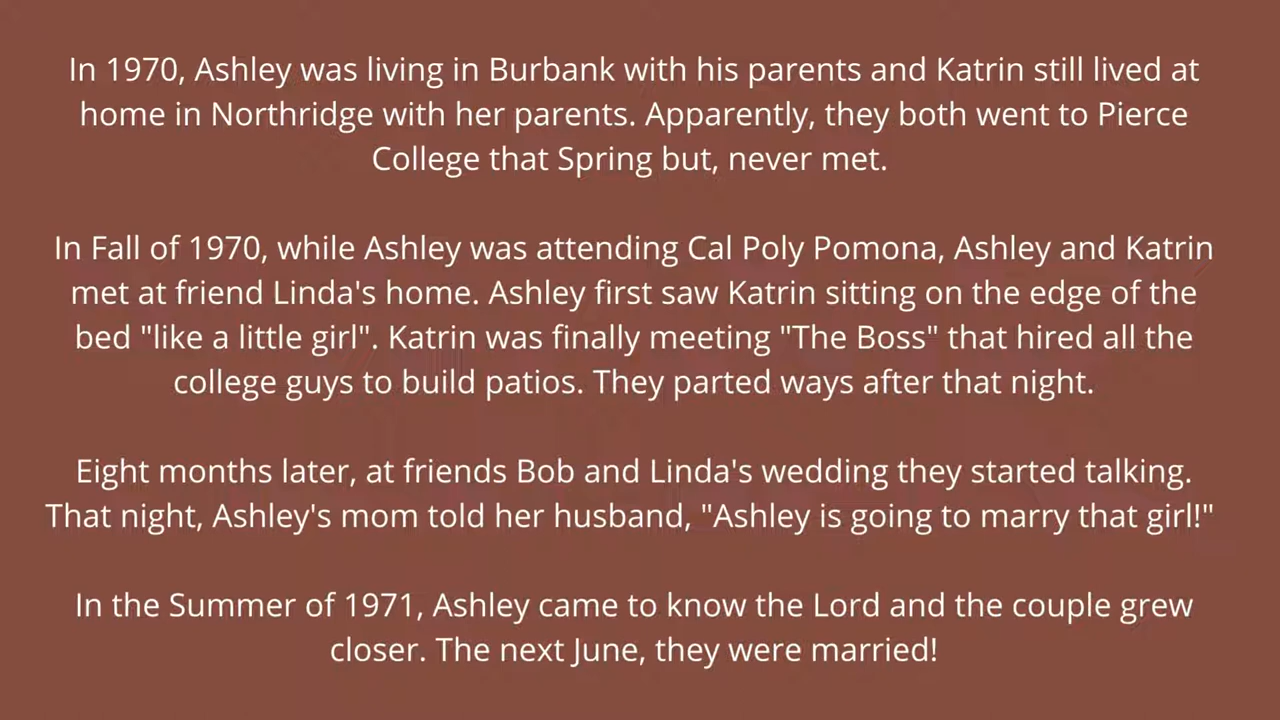 In 1970, Ashley was living in Burbank with his parents and Katrin still lived at
home in Northridge with her parents. Apparently, they both went to Pierce
College that Spring but, never met.
In Fall of 1970, while Ashley was attending Cal Poly Pomona, Ashley and Katrin
met at friend Linda's home. Ashley first saw Katrin sitting on the edge of the
bed "like a little girl". Katrin was finally meeting "The Boss" that hired all the
college guys to build patios. They parted ways after that night.
Eight months later, at friends Bob and Linda's wedding they started talking.
That night, Ashley's mom told her husband, "Ashley is going to marry that girl!"
In the Summer of 1971, Ashley came to know the Lord and the couple grew
closer. The next June, they were married!